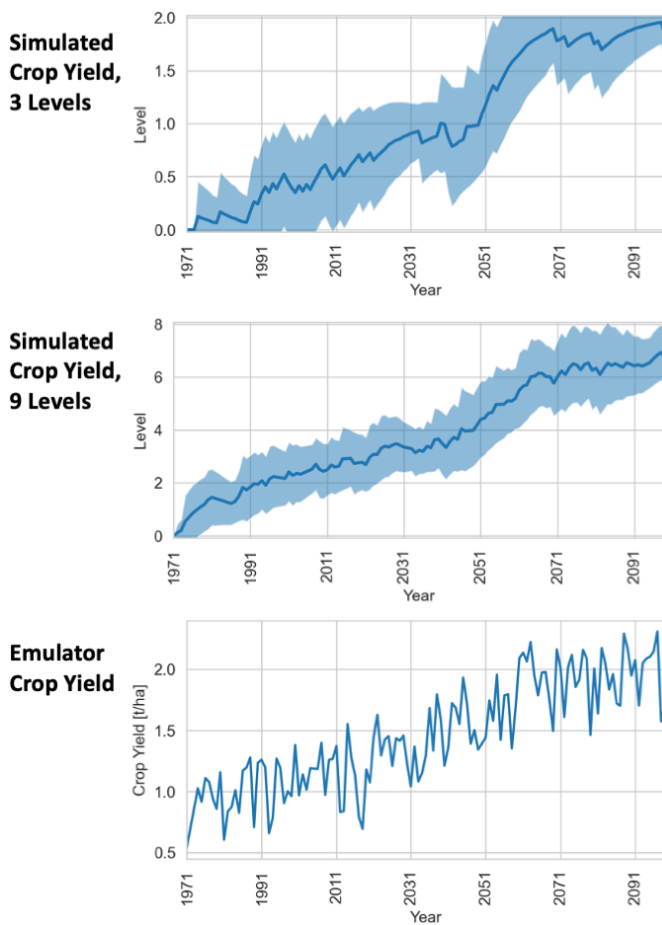 Simulated
Crop Yield,
3 Levels
Level
2.0
1.5
1.0
0.5
0.0
1971
1991
2011
2031
2051
2071
2091
Year
Simulated
Crop Yield,
9 Levels
Level
8
6
4
2
0
1971
1991
2011
2031
2051
2071
2091
Year
Emulator
Crop Yield
Crop Yield [t/ha]
2.0
1.5
1.0
0.5
1971
1991
2011
2031
2051
2071
2091
Year